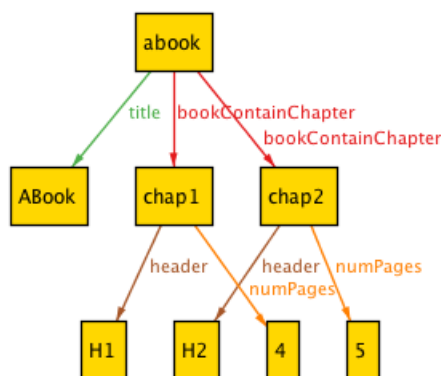 abook
title
bookContainChapter
bookContainChapter
ABook
chap1
chap2
header
header
numPages
numPages
H1
H2
4
5